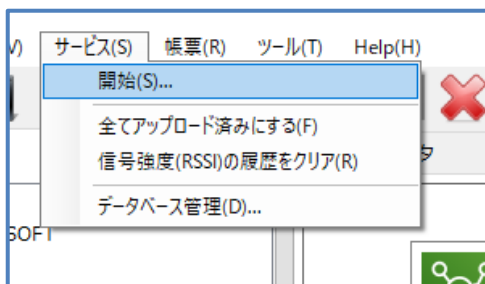 V) サービス(S) 帳票(R) ツール(T) Help(H)
開始(S)...
全てアップロード済みにする(F)
信号強度(RSSI)の履歴をクリア(R)
タ
データベース管理(D)...
SOFT